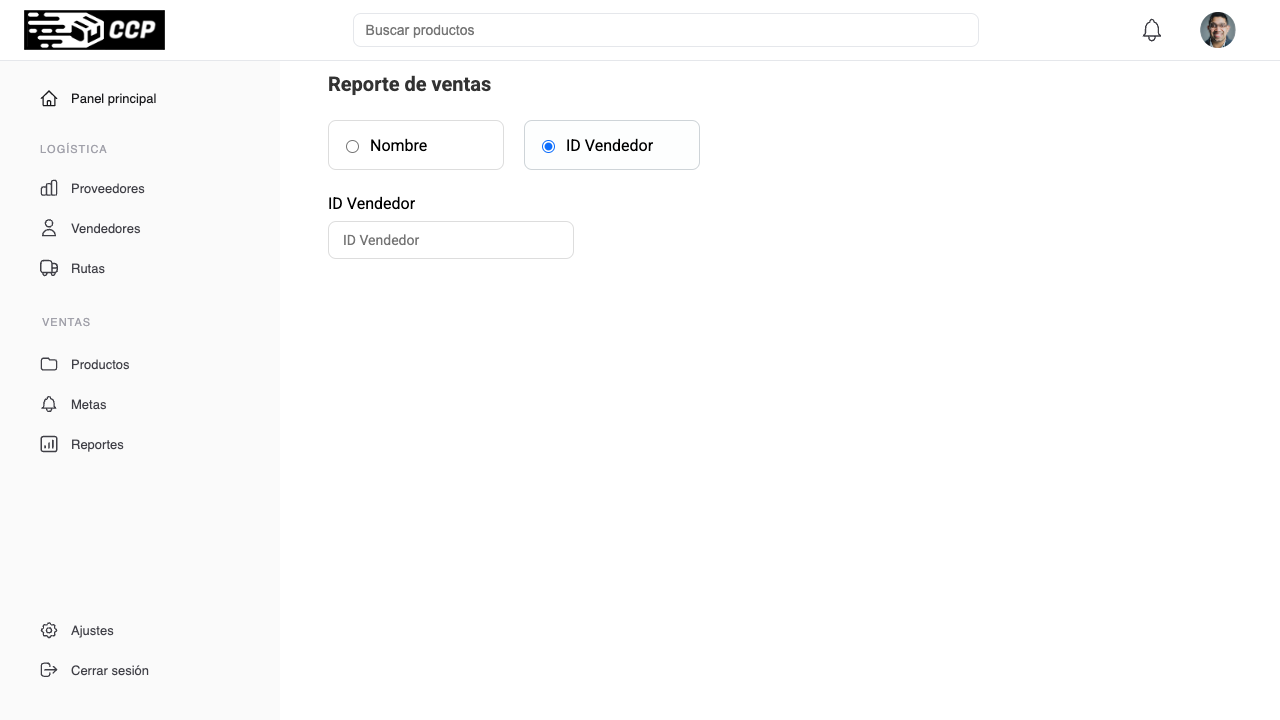 CCP
Buscar productos
Panel principal
LOGÍSTICA
Proveedores
Vendedores
Rutas
VENTAS
Productos
Metas
Reportes
Ajustes
Cerrar sesión
Reporte de ventas
Nombre
ID Vendedor
ID Vendedor
ID Vendedor